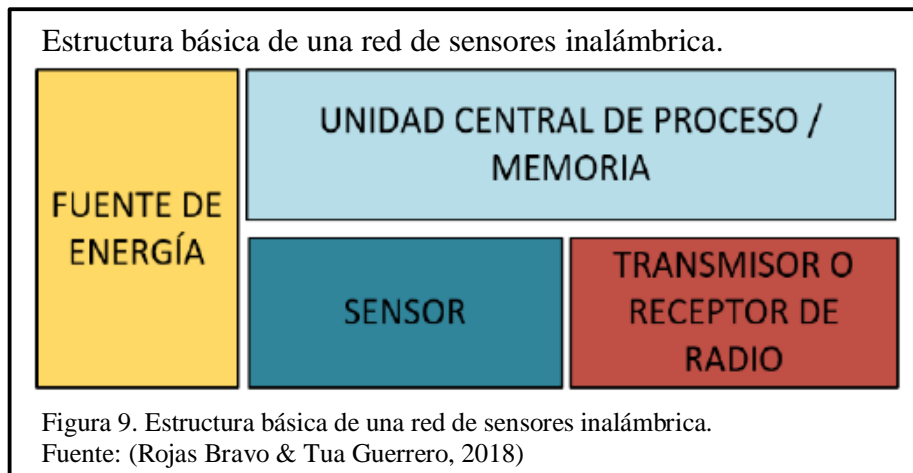 Estructura básica de una red de sensores inalámbrica.
FUENTE DE
ENERGÍA
UNIDAD CENTRAL DE PROCESO /
MEMORIA
SENSOR
TRANSMISOR O
RECEPTOR DE
RADIO
Figura 9. Estructura básica de una red de sensores inalámbrica.
Fuente: (Rojas Bravo & Tua Guerrero, 2018)